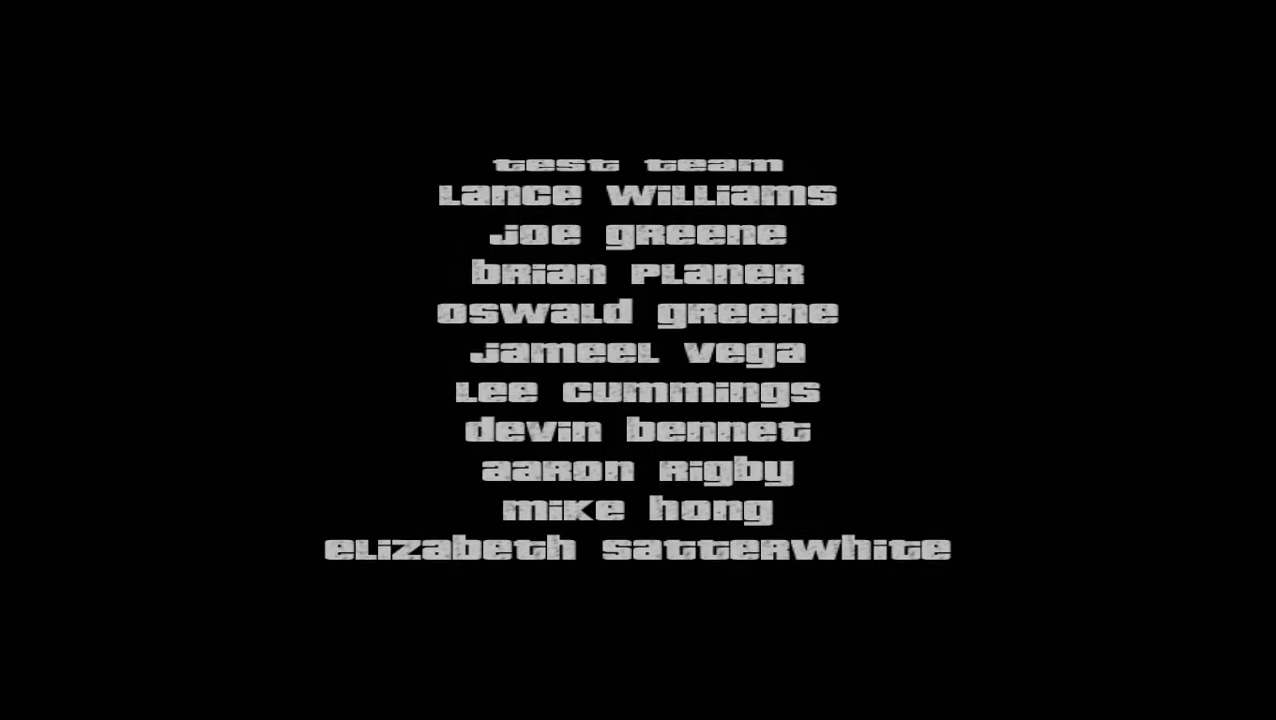 test team
Lance Williams
Joe Greene
Brian Planer
Oswald Greene
Jameel Vega
Lee Cummings
Devin Bennet
Aaron Rigby
Mike Hong
Elizabeth Satterwhite